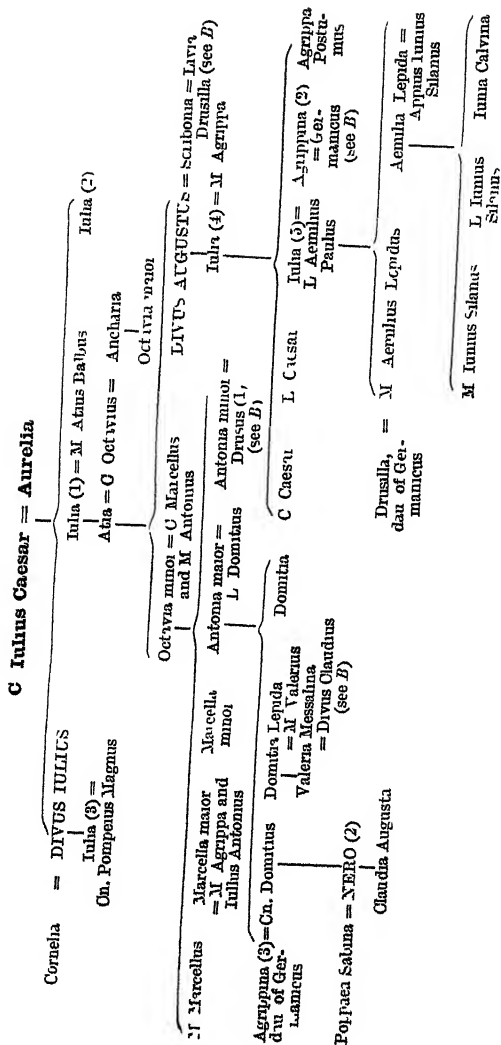 C Iulius Caesar = Aurelia
Cornelia = DIVUS IULIUS
Iulia (1) = M Atius Balbus
Iulia (2)
Iulia (3) =
Cn. Pompeius Magnus
Atia = C Octavius = Ancharia
Octavia minor = C Marcellus
and M Antonius
DIVUS AUGUSTUS = Scribonia = Livia
Drusilla (see B)
Octavia maior
Iulia (4) = M Agrippa
M Marcellus
Marcella maior
= M Agrippa and
Iullus Antonius
Marcella
minor
Antonia maior =
L Domitius
Antonia minor =
Drusus (1,
see B)
C Caesar
L Caesar
Iulia (5) =
L Aemilius
Paulus
Agrippina (2)
= Ger-
manicus
(see B)
Agrippa
Postu-
mus
Agrippina (3) = Cn. Domitius
dau of Ger-
manicus
Domitia Lepida
= M Valerius
Valeria Messalina
= Divus Claudius
(see B)
Domitia
Drusilla, =
dau of Ger-
manicus
M Aemilius Lepidus
Aemilia Lepida =
Appius Iunius
Silanus
Poppaea Sabina = NERO (2)
Claudia Augusta
M Iunius Silanus
L Iunius
Silanus
Iunia Calvina